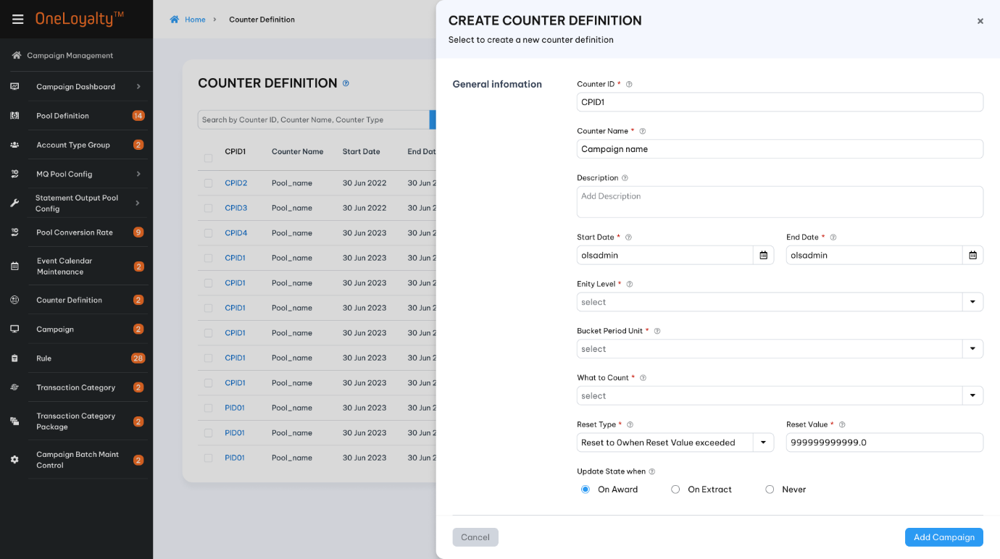 OneLoyalty™
Campaign Management
Campaign Dashboard
Pool Definition 14
Account Type Group 2
MQ Pool Config
Statement Output Pool
Config
Pool Conversion Rate 9
Event Calendar
Maintenance 2
Counter Definition 2
Campaign 2
Rule 28
Transaction Category 2
Transaction Category
Package 2
Campaign Batch Maint
Control 2
Home > Counter Definition
COUNTER DEFINITION ?
Search by Counter ID, Counter Name, Counter Type
CPID1 Counter Name Start Date End Dat
CPID2 Pool_name 30 Jun 2022 30 Jun 2
CPID3 Pool_name 30 Jun 2022 30 Jun 2
CPID4 Pool_name 30 Jun 2023 30 Jun 2
CPID1 Pool_name 30 Jun 2023 30 Jun 2
CPID1 Pool_name 30 Jun 2023 30 Jun 2
CPID1 Pool_name 30 Jun 2023 30 Jun 2
CPID1 Pool_name 30 Jun 2023 30 Jun 2
CPID1 Pool_name 30 Jun 2023 30 Jun 2
CPID1 Pool_name 30 Jun 2023 30 Jun 2
PID01 Pool_name 30 Jun 2023 30 Jun 2
PID01 Pool_name 30 Jun 2023 30 Jun 2
PID01 Pool_name 30 Jun 2023 30 Jun 2
CREATE COUNTER DEFINITION
Select to create a new counter definition
General infomation
Counter ID * ?
CPID1
Counter Name * ?
Campaign name
Description ?
Add Description
Start Date * ? End Date * ?
olsadmin olsadmin
Enity Level * ?
select
Bucket Period Unit * ?
select
What to Count * ?
select
Reset Type * ? Reset Value * ?
Reset to 0when Reset Value exceeded 999999999999.0
Update State when ?
On Award On Extract Never
Cancel Add Campaign